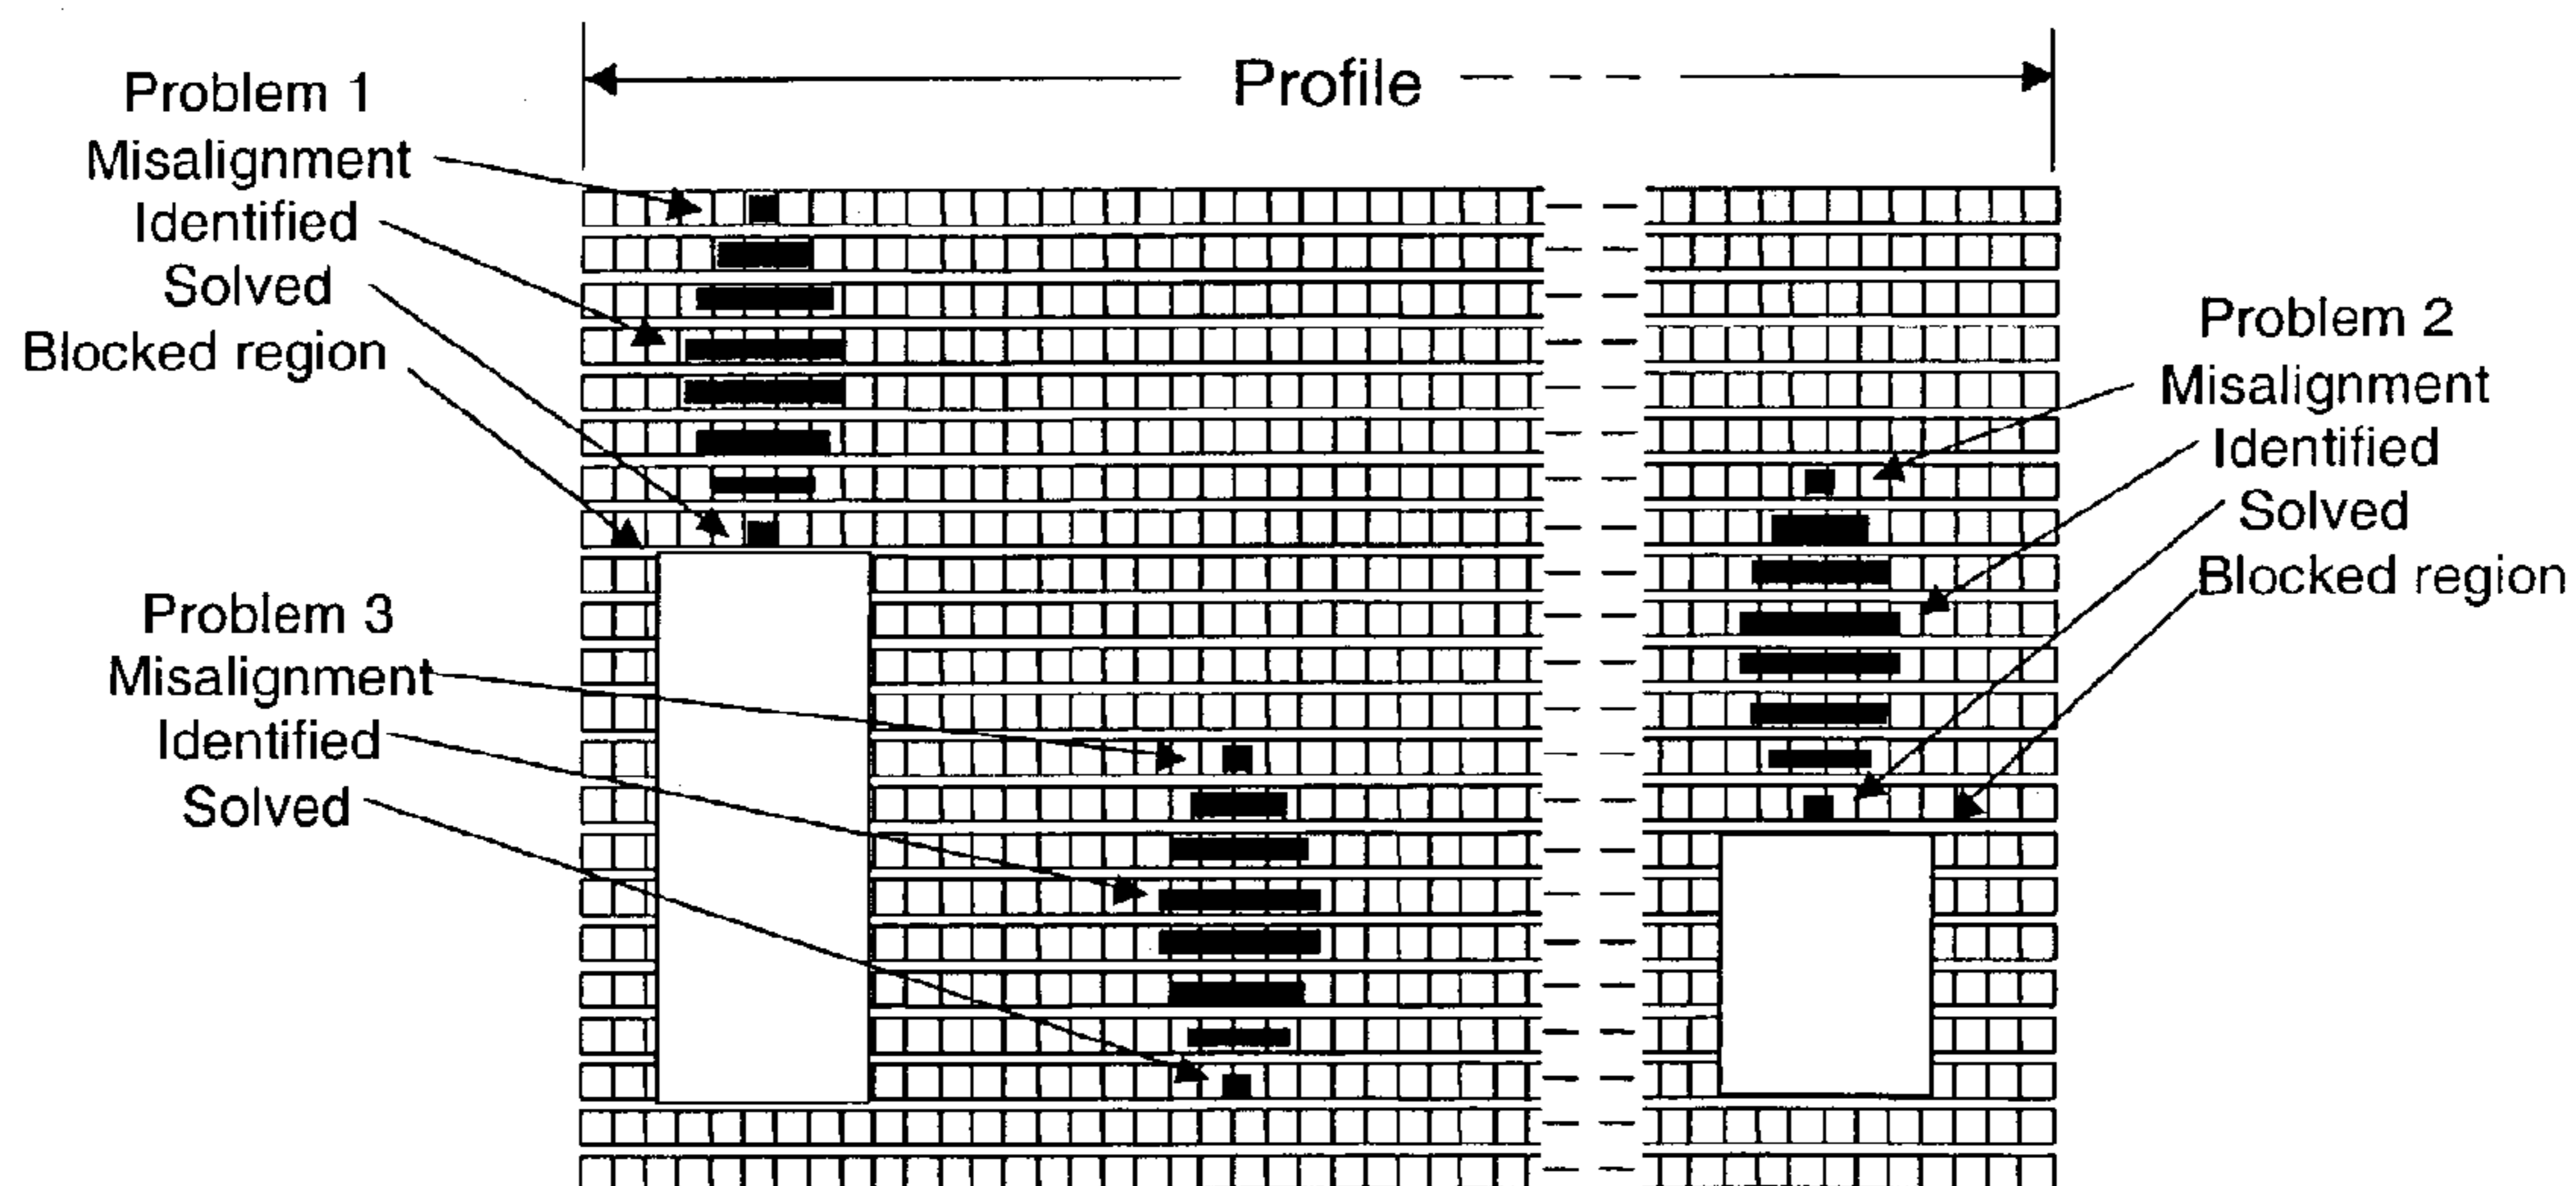 Profile
Problem 1
Misalignment
Identified
Solved
Blocked region
Problem 2
Misalignment
Identified
Solved
Blocked region
Problem 3
Misalignment
Identified
Solved